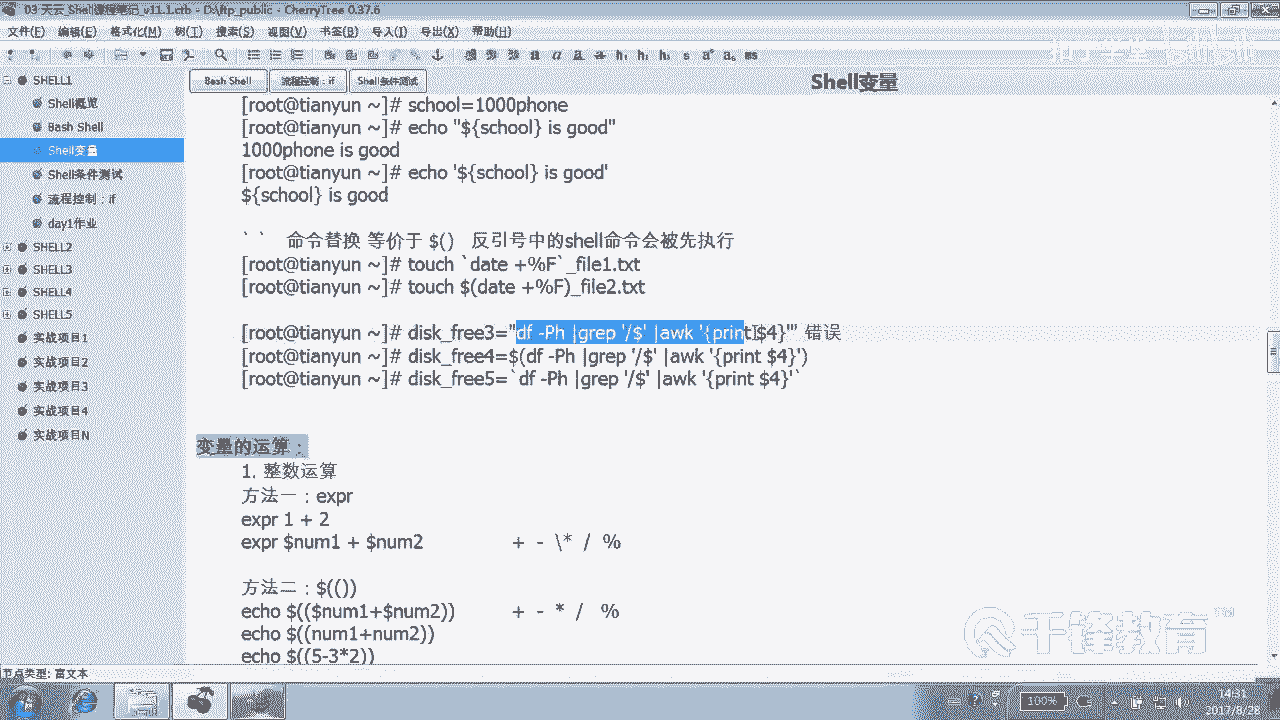 03 天云_Shell课程笔记_v11.1.ctb - D:\ftp_public - CherryTree 0.37.6
文件(F) 编辑(E) 格式化(M) 树(T) 搜索(S) 视图(V) 书签(B) 导入(I) 导出(X) 帮助(H)
SHELL1
Shell概览
Bash Shell
Shell变量
Shell条件测试
流程控制：if
day1作业
SHELL2
SHELL3
SHELL4
SHELL5
实战项目1
实战项目2
实战项目3
实战项目4
实战项目N
Bash Shell 流程控制：if Shell条件测试
Shell变量
[root@tianyun ~]# school=1000phone
[root@tianyun ~]# echo "${school} is good"
1000phone is good
[root@tianyun ~]# echo '${school} is good'
${school} is good
` ` 命令替换 等价于 $() 反引号中的shell命令会被先执行
[root@tianyun ~]# touch `date +%F`_file1.txt
[root@tianyun ~]# touch $(date +%F)_file2.txt
[root@tianyun ~]# disk_free3="df -Ph |grep '/$' |awk '{print $4}'" 错误
[root@tianyun ~]# disk_free4=$(df -Ph |grep '/$' |awk '{print $4}')
[root@tianyun ~]# disk_free5=`df -Ph |grep '/$' |awk '{print $4}'`
变量的运算：
1. 整数运算
方法一：expr
expr 1 + 2
expr $num1 + $num2 + - \* / %
方法二：$(())
echo $(($num1+$num2)) + - * / %
echo $((num1+num2))
echo $((5-3*2))
千锋教育 TM
节点类型: 富文本
100%
14:31
2017/8/28